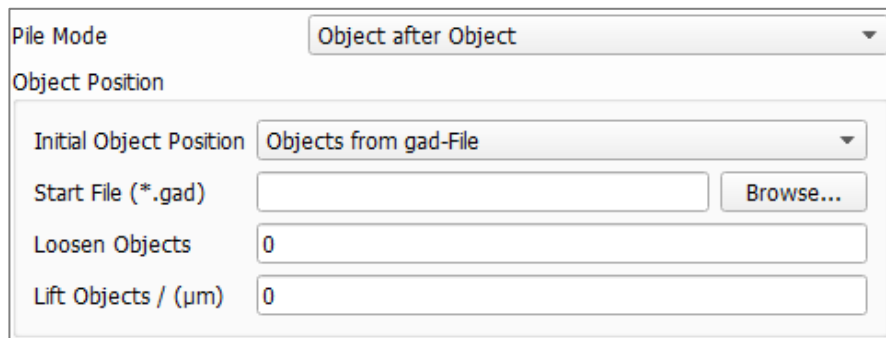 Pile Mode Object after Object
Object Position
Initial Object Position Objects from gad-File
Start File (*.gad) Browse...
Loosen Objects 0
Lift Objects / (µm) 0